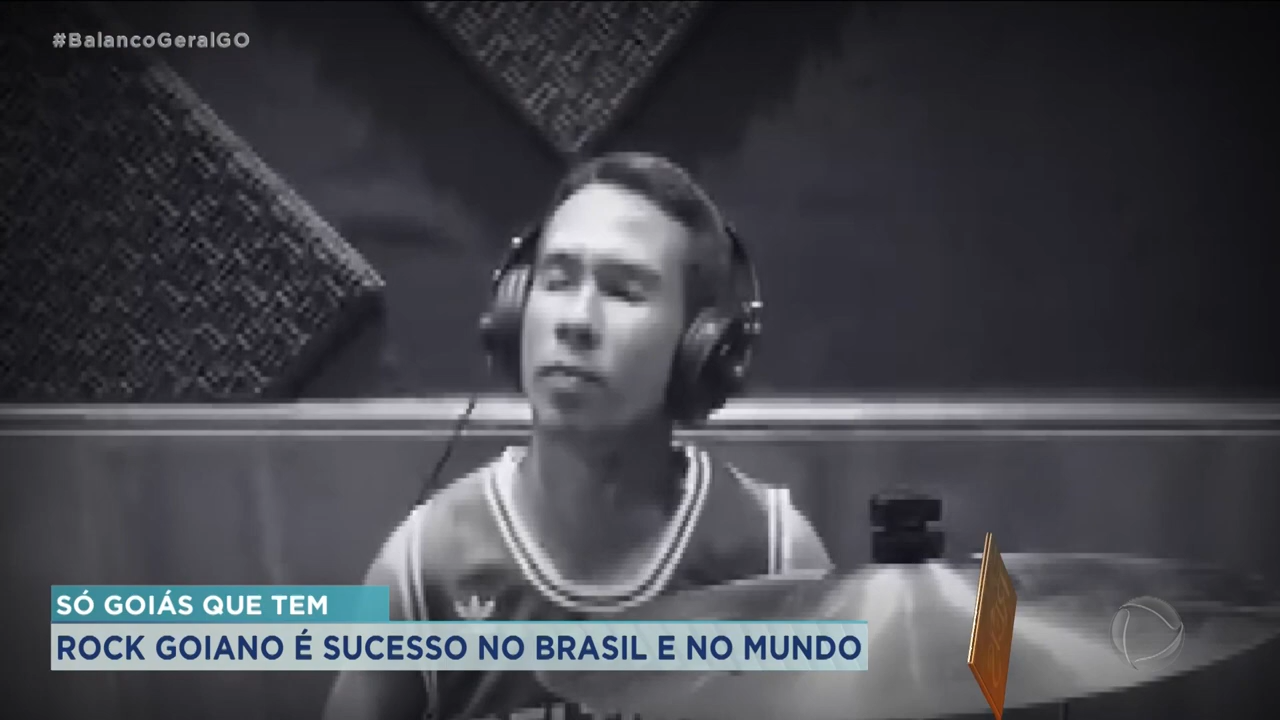 #BalancoGeralGO
SÓ GOIÁS QUE TEM
ROCK GOIANO É SUCESSO NO BRASIL E NO MUNDO